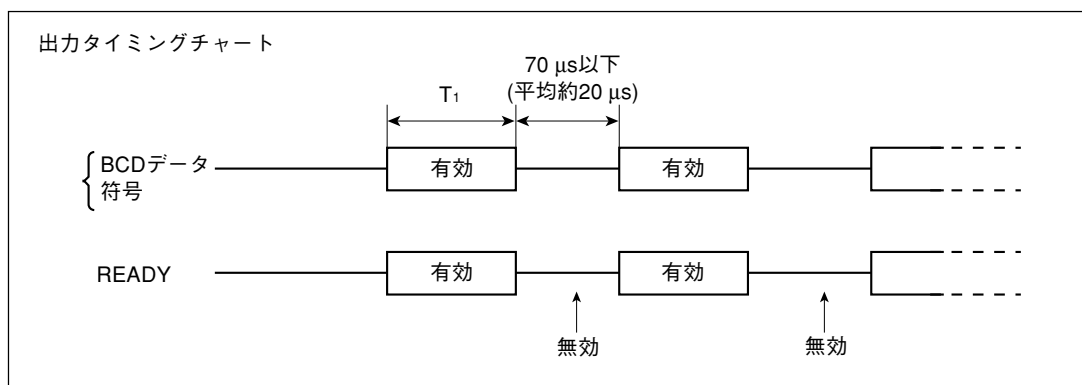 出力タイミングチャート
70 µs以下
(平均約20 µs)
T1
BCDデータ
符号
有効
有効
READY
有効
有効
無効
無効